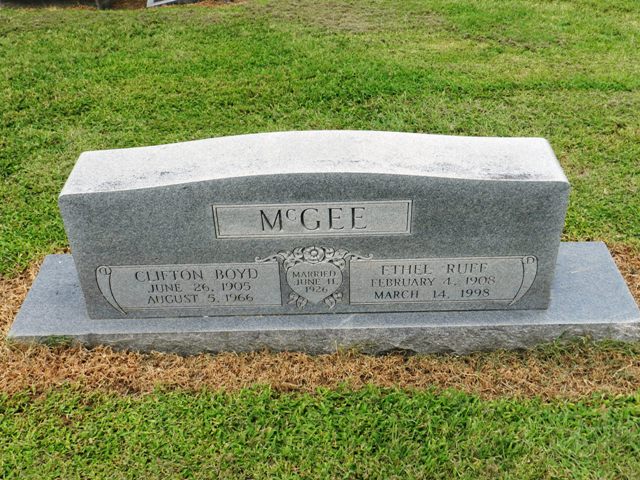 McGEE
CLIFTON BOYD
JUNE 26, 1905
AUGUST 5, 1966
MARRIED
JUNE 11
1926
ETHEL RUFF
FEBRUARY 4, 1908
MARCH 14, 1998